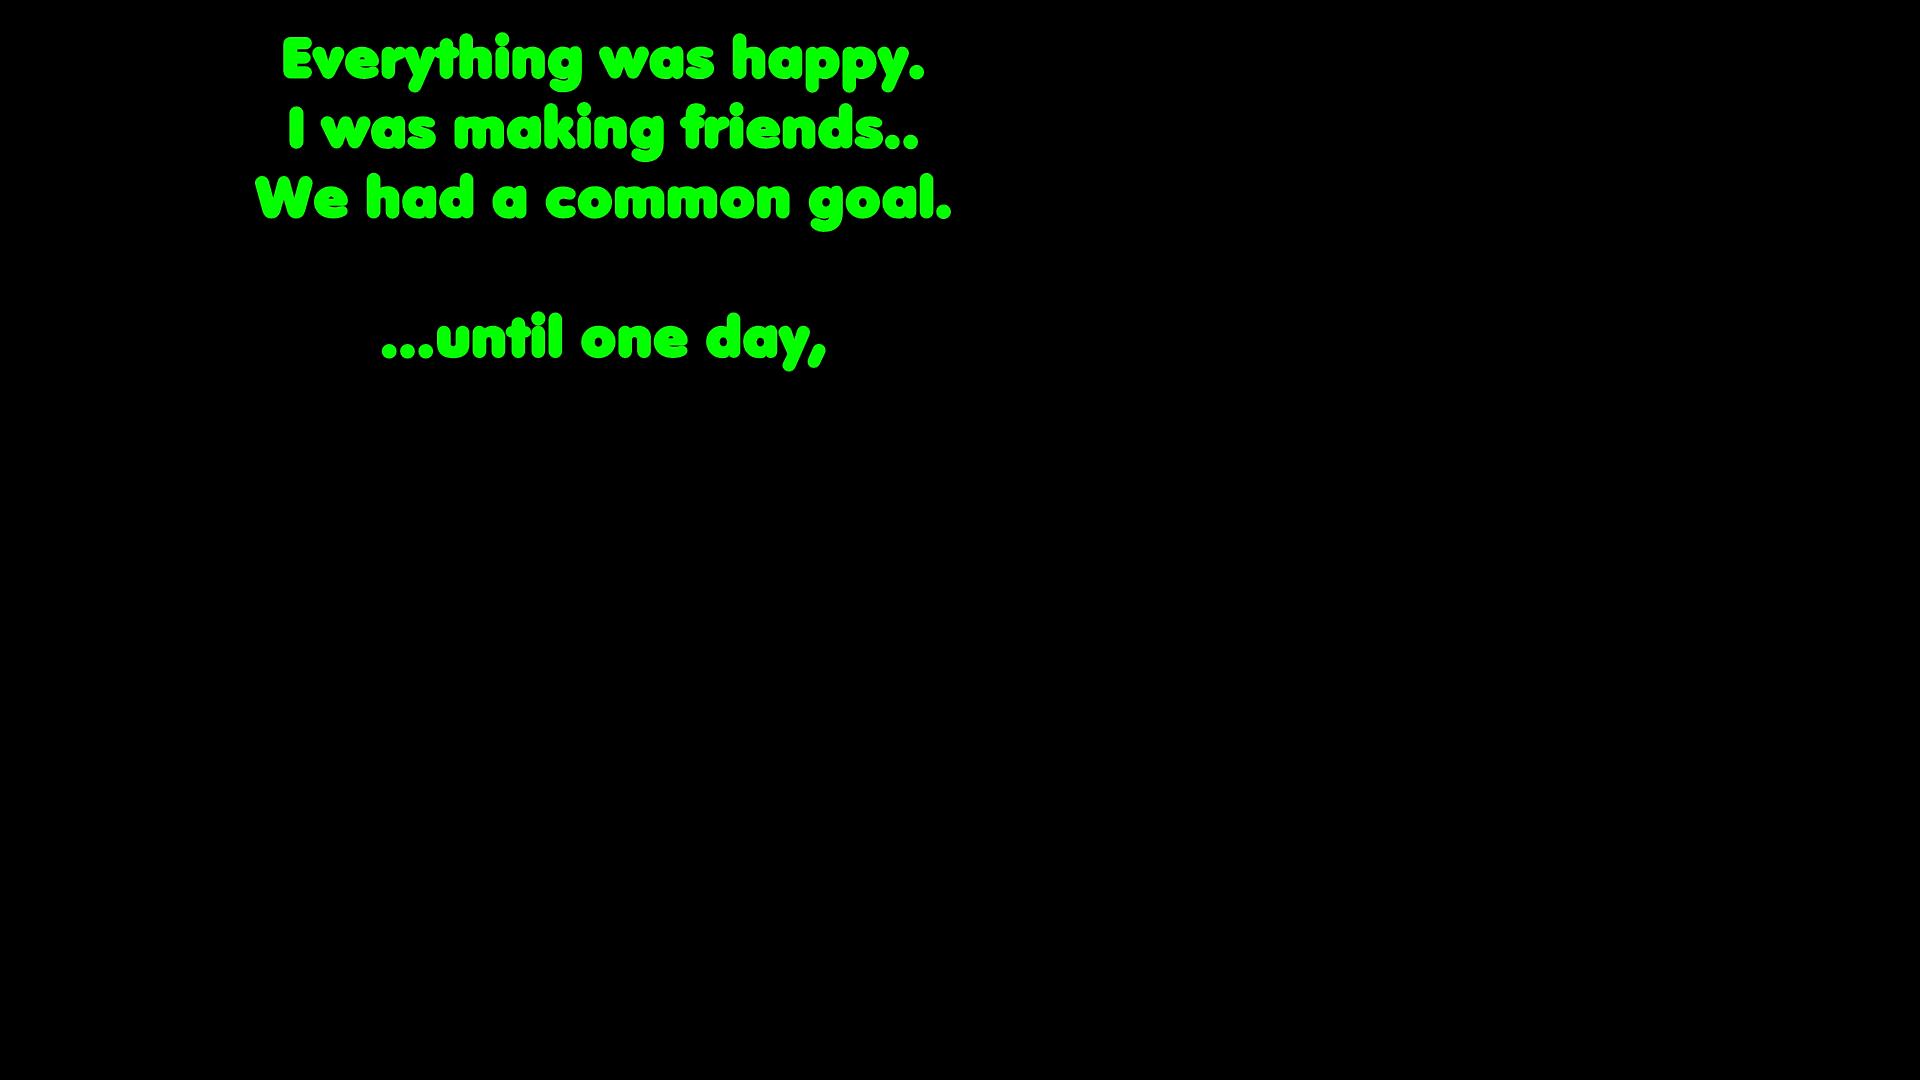 Everything was happy.
I was making friends..
We had a common goal.
...until one day,